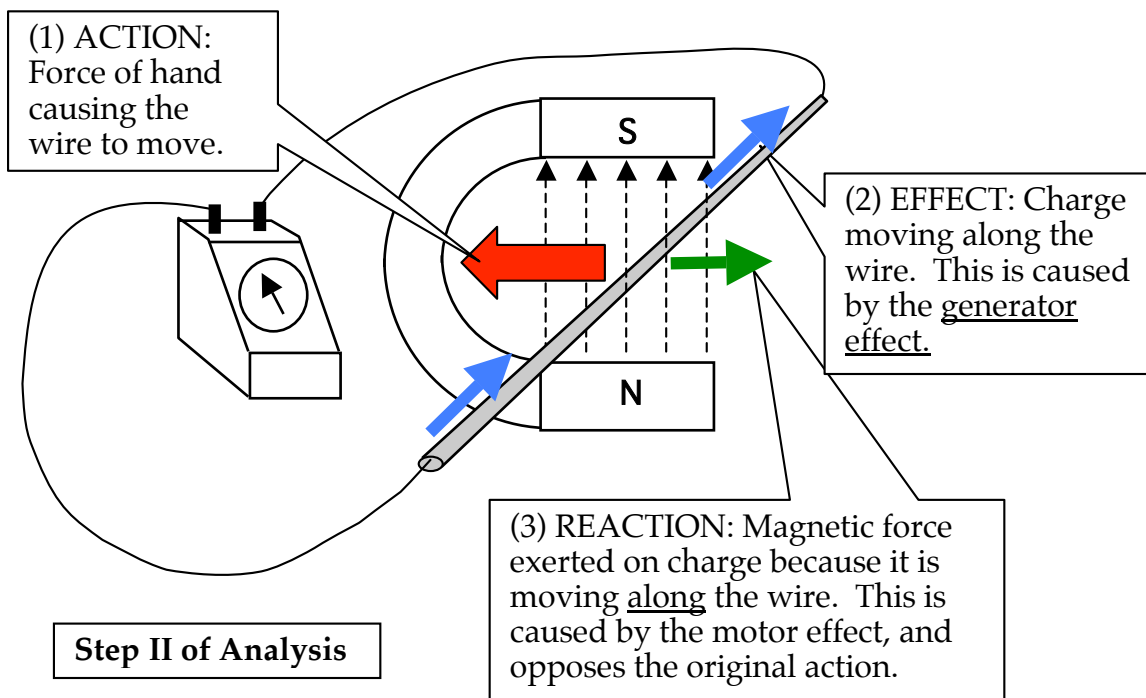 (1) ACTION:
Force of hand
causing the
wire to move.
S
N
(2) EFFECT: Charge
moving along the
wire. This is caused
by the generator
effect.
(3) REACTION: Magnetic force
exerted on charge because it is
moving along the wire. This is
caused by the motor effect, and
opposes the original action.
Step II of Analysis